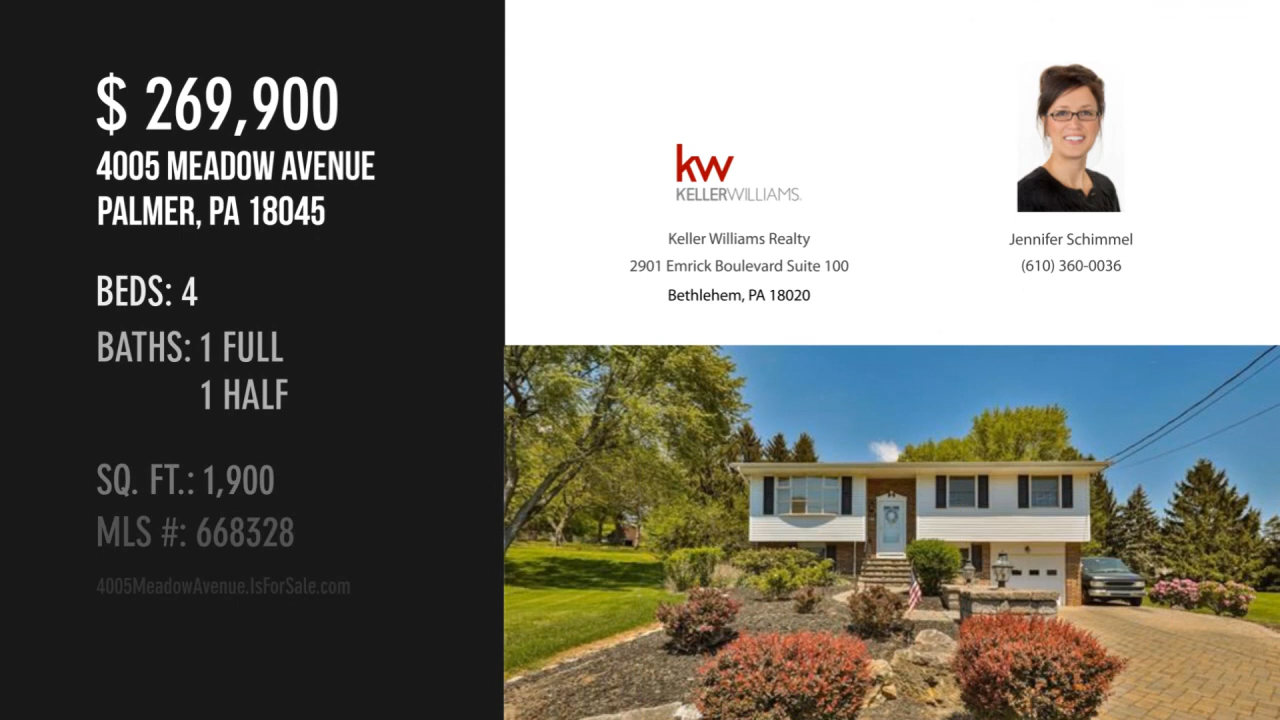 $ 269,900
4005 MEADOW AVENUE
PALMER, PA 18045
BEDS: 4
BATHS: 1 FULL
1 HALF
SQ. FT.: 1,900
MLS #: 668328
4005MeadowAvenue.IsForSale.com
kw
KELLERWILLIAMS.
Keller Williams Realty
2901 Emrick Boulevard Suite 100
Bethlehem, PA 18020
Jennifer Schimmel
(610) 360-0036